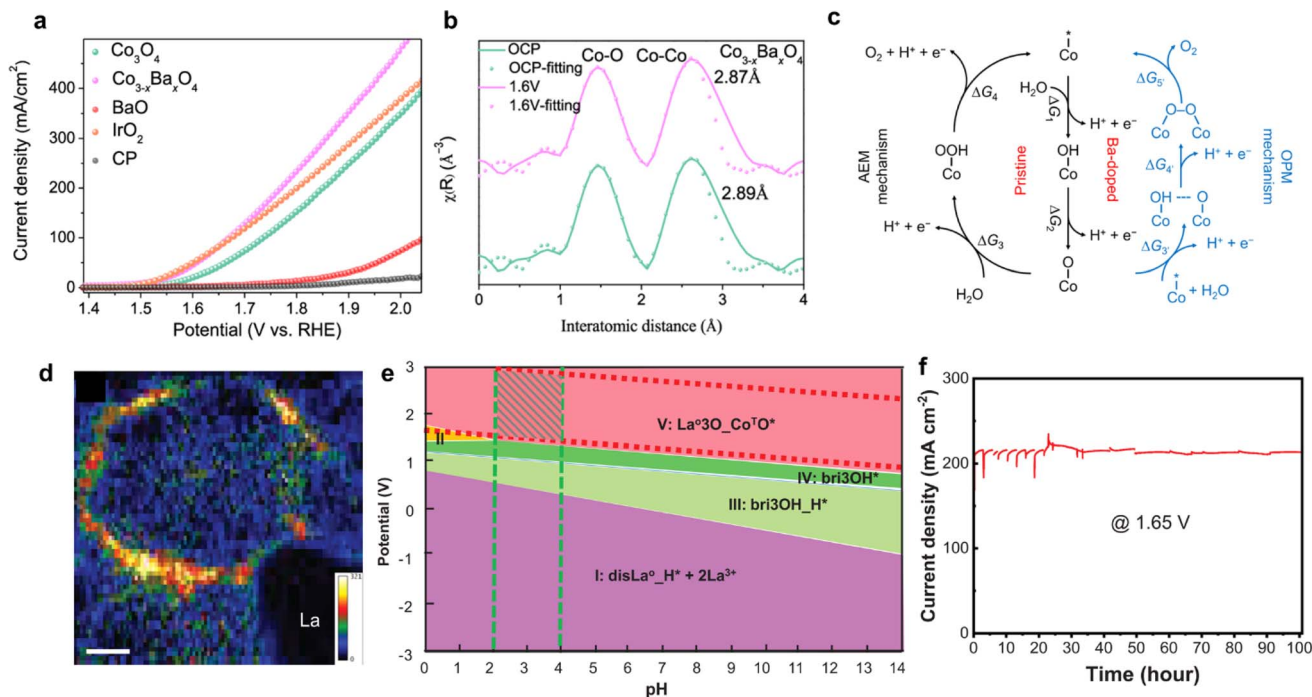 a
Current density (mA/cm²)
500
400
300
200
100
0
Co₃O₄
Co₃₋ₓBaₓO₄
BaO
IrO₂
CP
1.4 1.5 1.6 1.7 1.8 1.9 2.0
Potential (V vs. RHE)
b
χ(R) (Å⁻³)
OCP
OCP-fitting
1.6V
1.6V-fitting
Co-O
Co-Co
Co₃₋ₓBaₓO₄
2.87Å
2.89Å
0 1 2 3 4
Interatomic distance (Å)
c
AEM mechanism
O₂ + H⁺ + e⁻
ΔG₄
OOH
Co
H⁺ + e⁻
ΔG₃
H₂O
Pristine
*
Co
H₂O
ΔG₁
H⁺ + e⁻
OH
Co
ΔG₂
H⁺ + e⁻
O
Co
Ba-doped
O₂
ΔG₅'
O-O
Co Co
ΔG₄'
H⁺ + e⁻
OH --- O
Co Co
ΔG₃'
H⁺ + e⁻
*
Co + H₂O
OPM mechanism
d
La
321
0
e
Potential (V)
3
2
1
0
-1
-2
-3
II
V: Laᵒ3O_CoᵀO*
IV: bri3OH*
III: bri3OH_H*
I: disLaᵒ_H* + 2La³⁺
0 1 2 3 4 5 6 7 8 9 10 11 12 13 14
pH
f
Current density (mA cm⁻²)
300
200
100
0
@ 1.65 V
0 10 20 30 40 50 60 70 80 90 100
Time (hour)